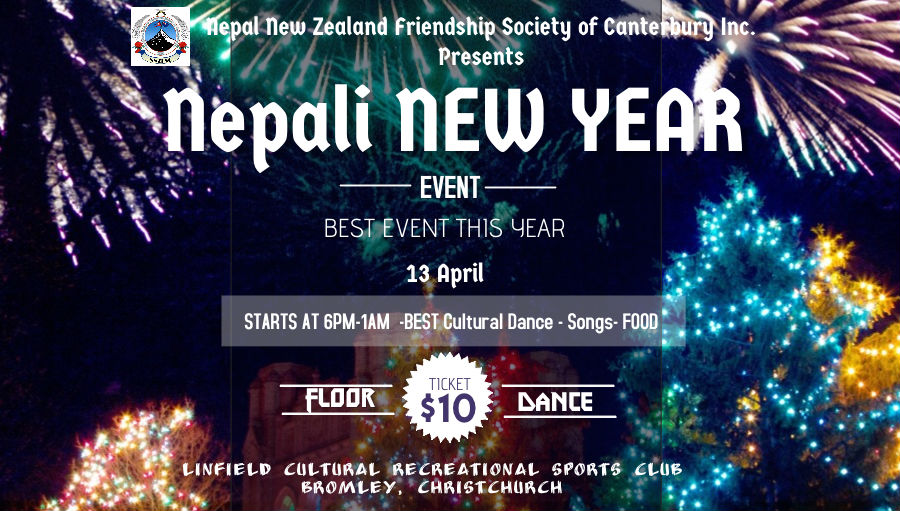 Nepal New Zealand Friendship Society of Canterbury Inc.
Presents
Nepali NEW YEAR
EVENT
BEST EVENT THIS YEAR
13 April
STARTS AT 6PM-1AM -BEST Cultural Dance - Songs- FOOD
FLOOR
TICKET
$10
DANCE
LINFIELD CULTURAL RECREATIONAL SPORTS CLUB
BROMLEY, CHRISTCHURCH